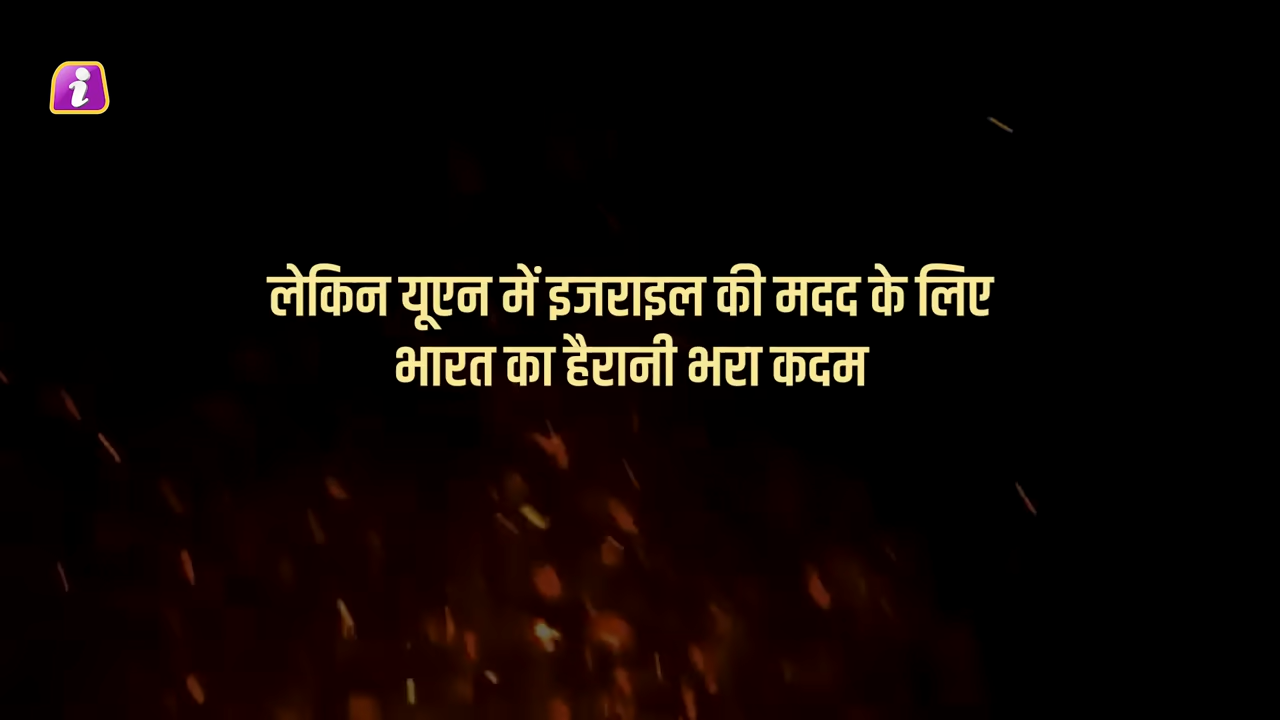 लेकिन यूएन में इजराइल की मदद के लिए
भारत का हैरानी भरा कदम